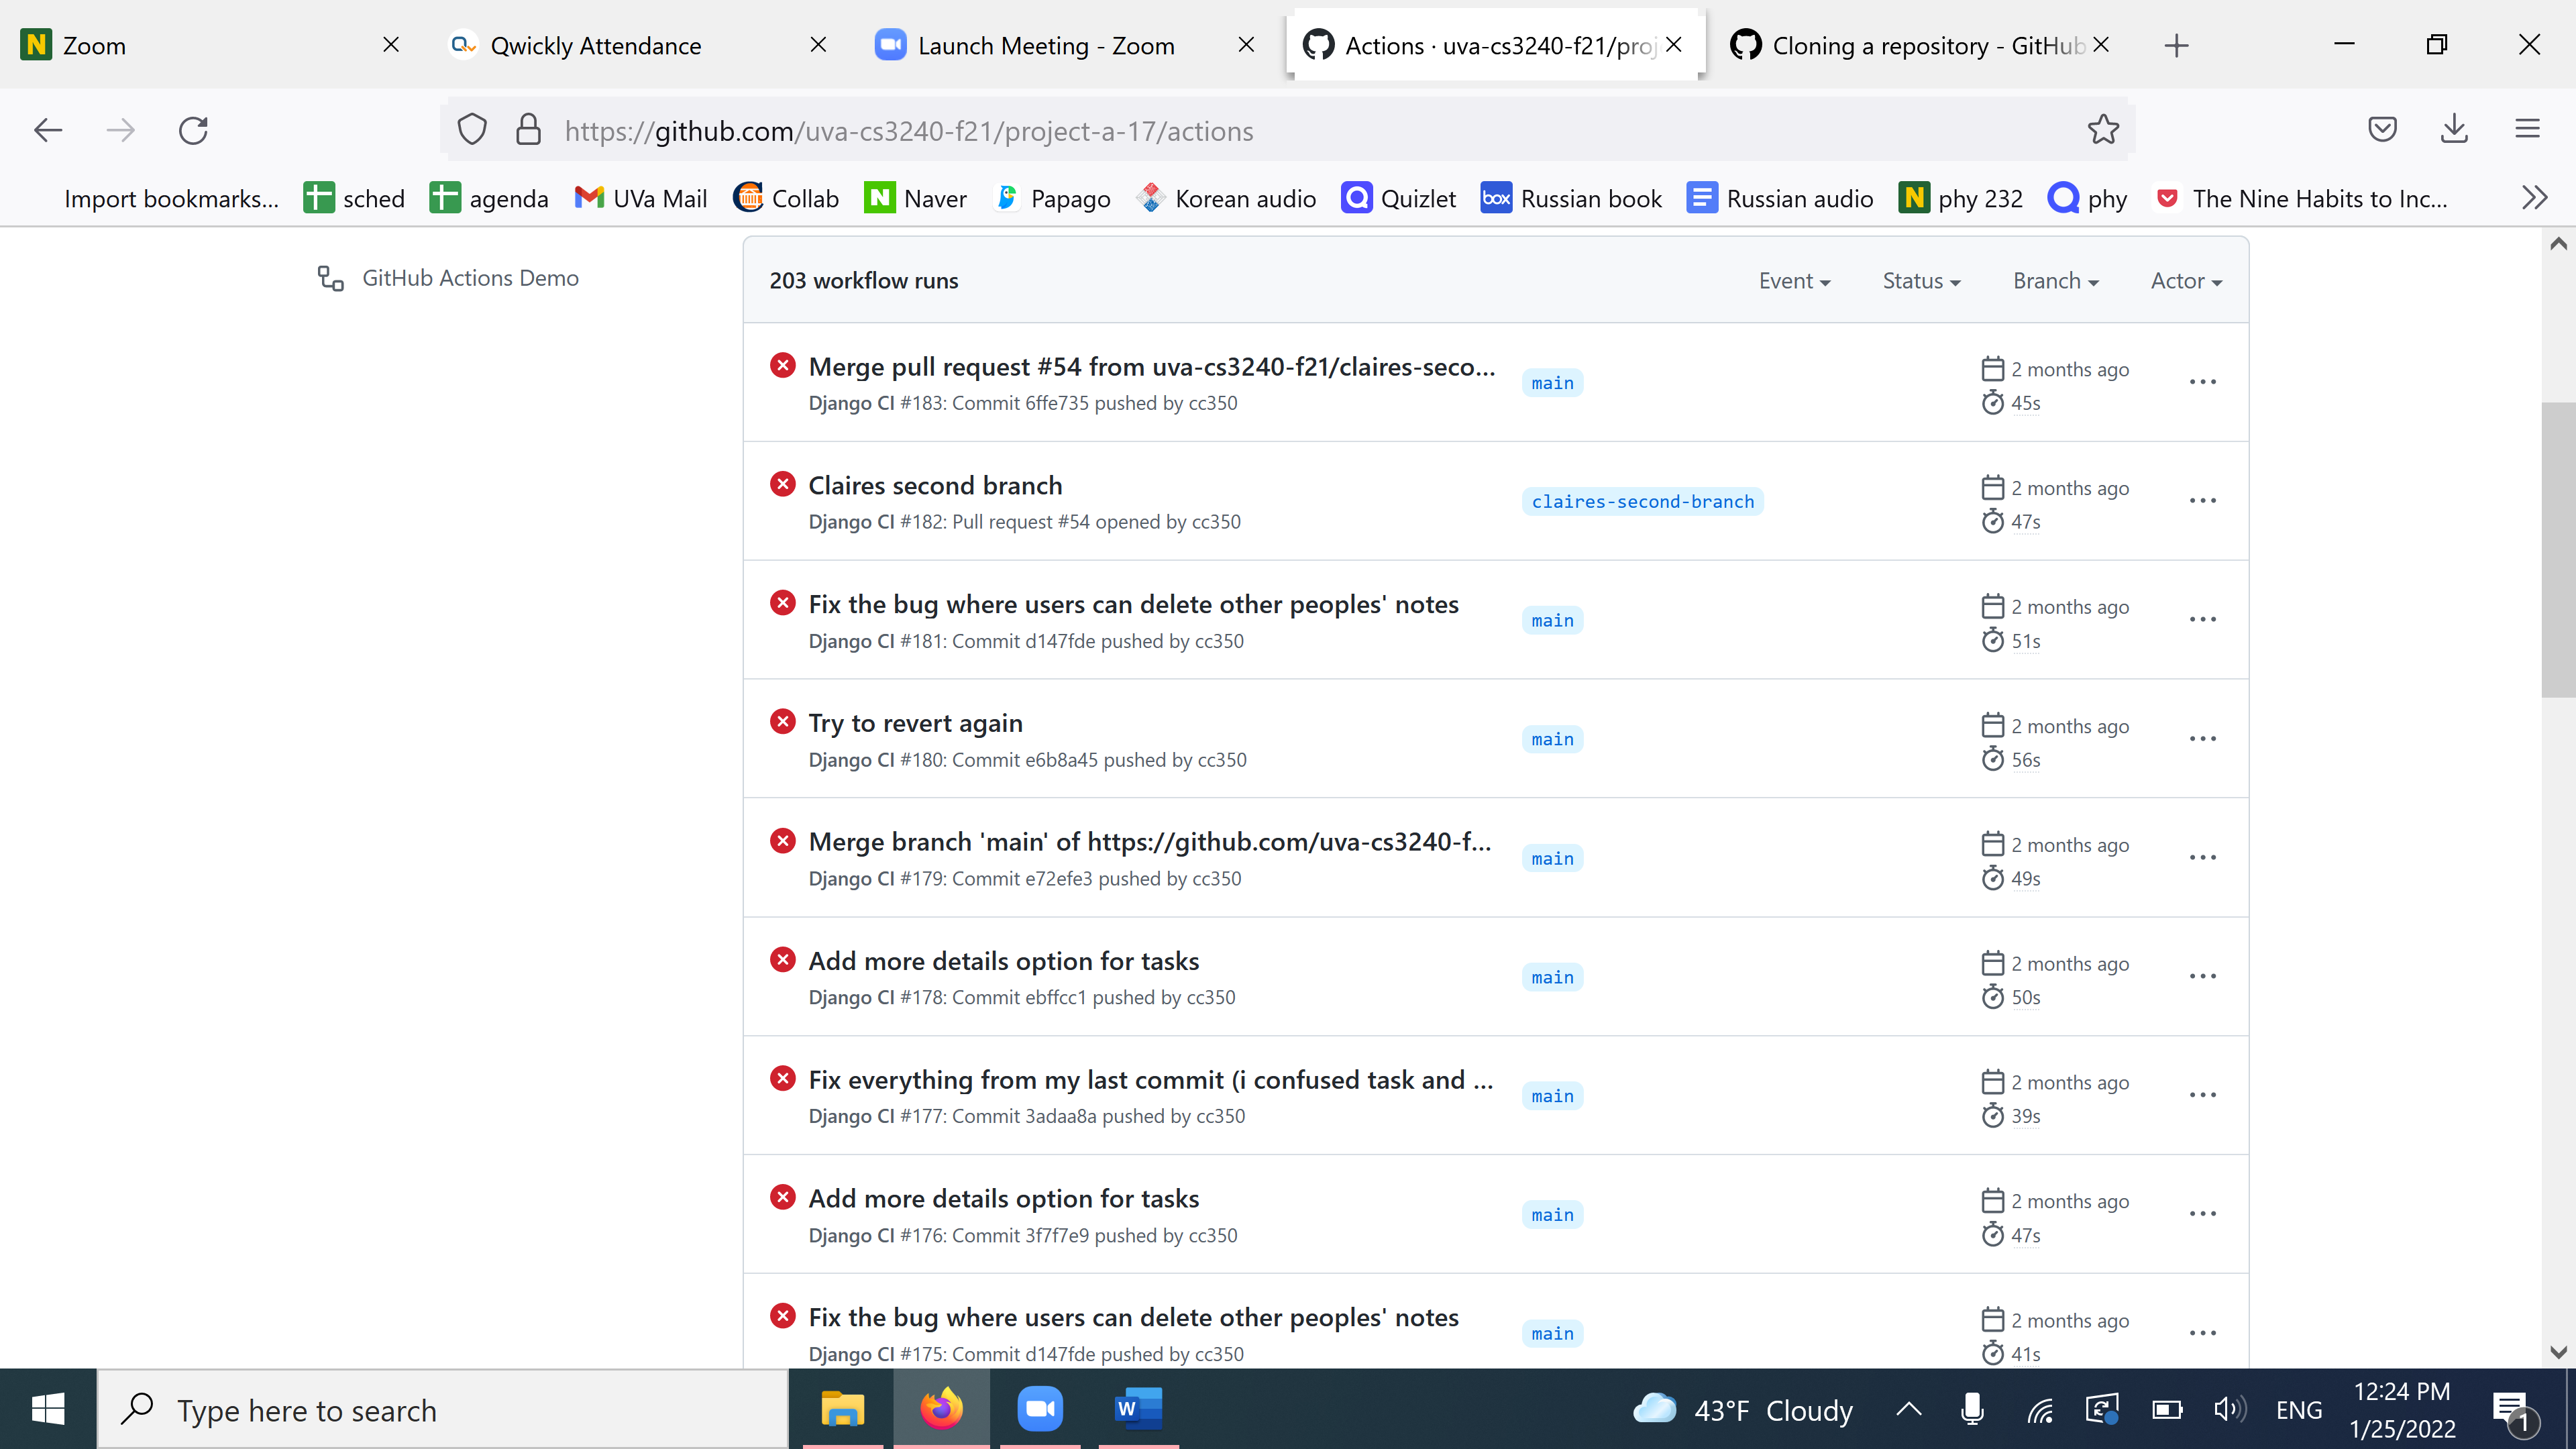 Zoom
Qwickly Attendance
Launch Meeting - Zoom
Actions · uva-cs3240-f21/proj
Cloning a repository - GitHub
https://github.com/uva-cs3240-f21/project-a-17/actions
Import bookmarks...
sched
agenda
UVa Mail
Collab
Naver
Papago
Korean audio
Quizlet
box
Russian book
Russian audio
phy 232
phy
The Nine Habits to Inc...
GitHub Actions Demo
203 workflow runs
Event
Status
Branch
Actor
Merge pull request #54 from uva-cs3240-f21/claires-seco...
Django CI #183: Commit 6ffe735 pushed by cc350
main
2 months ago
45s
Claires second branch
Django CI #182: Pull request #54 opened by cc350
claires-second-branch
2 months ago
47s
Fix the bug where users can delete other peoples' notes
Django CI #181: Commit d147fde pushed by cc350
main
2 months ago
51s
Try to revert again
Django CI #180: Commit e6b8a45 pushed by cc350
main
2 months ago
56s
Merge branch 'main' of https://github.com/uva-cs3240-f...
Django CI #179: Commit e72efe3 pushed by cc350
main
2 months ago
49s
Add more details option for tasks
Django CI #178: Commit ebffcc1 pushed by cc350
main
2 months ago
50s
Fix everything from my last commit (i confused task and ...
Django CI #177: Commit 3adaa8a pushed by cc350
main
2 months ago
39s
Add more details option for tasks
Django CI #176: Commit 3f7f7e9 pushed by cc350
main
2 months ago
47s
Fix the bug where users can delete other peoples' notes
Django CI #175: Commit d147fde pushed by cc350
main
2 months ago
41s
Type here to search
43°F Cloudy
ENG
12:24 PM
1/25/2022
1